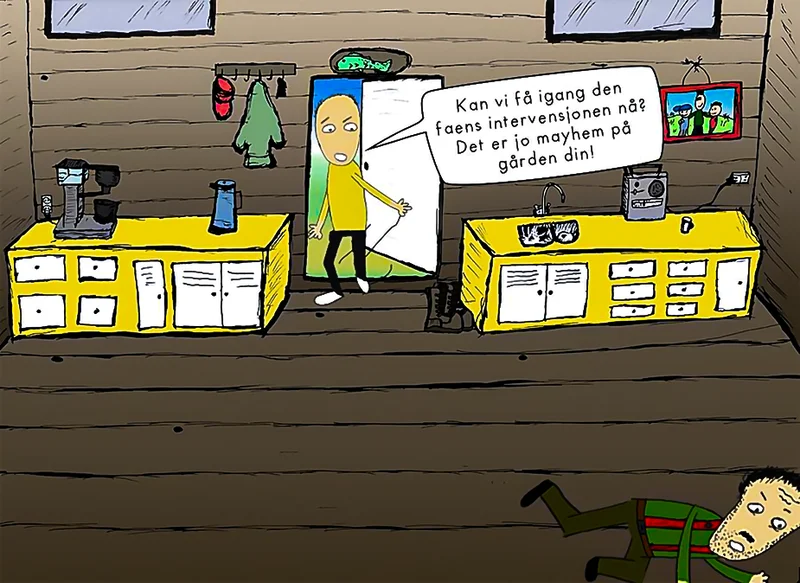 Kan vi få igang den
faens intervensjonen nå?
Det er jo mayhem på
gården din!